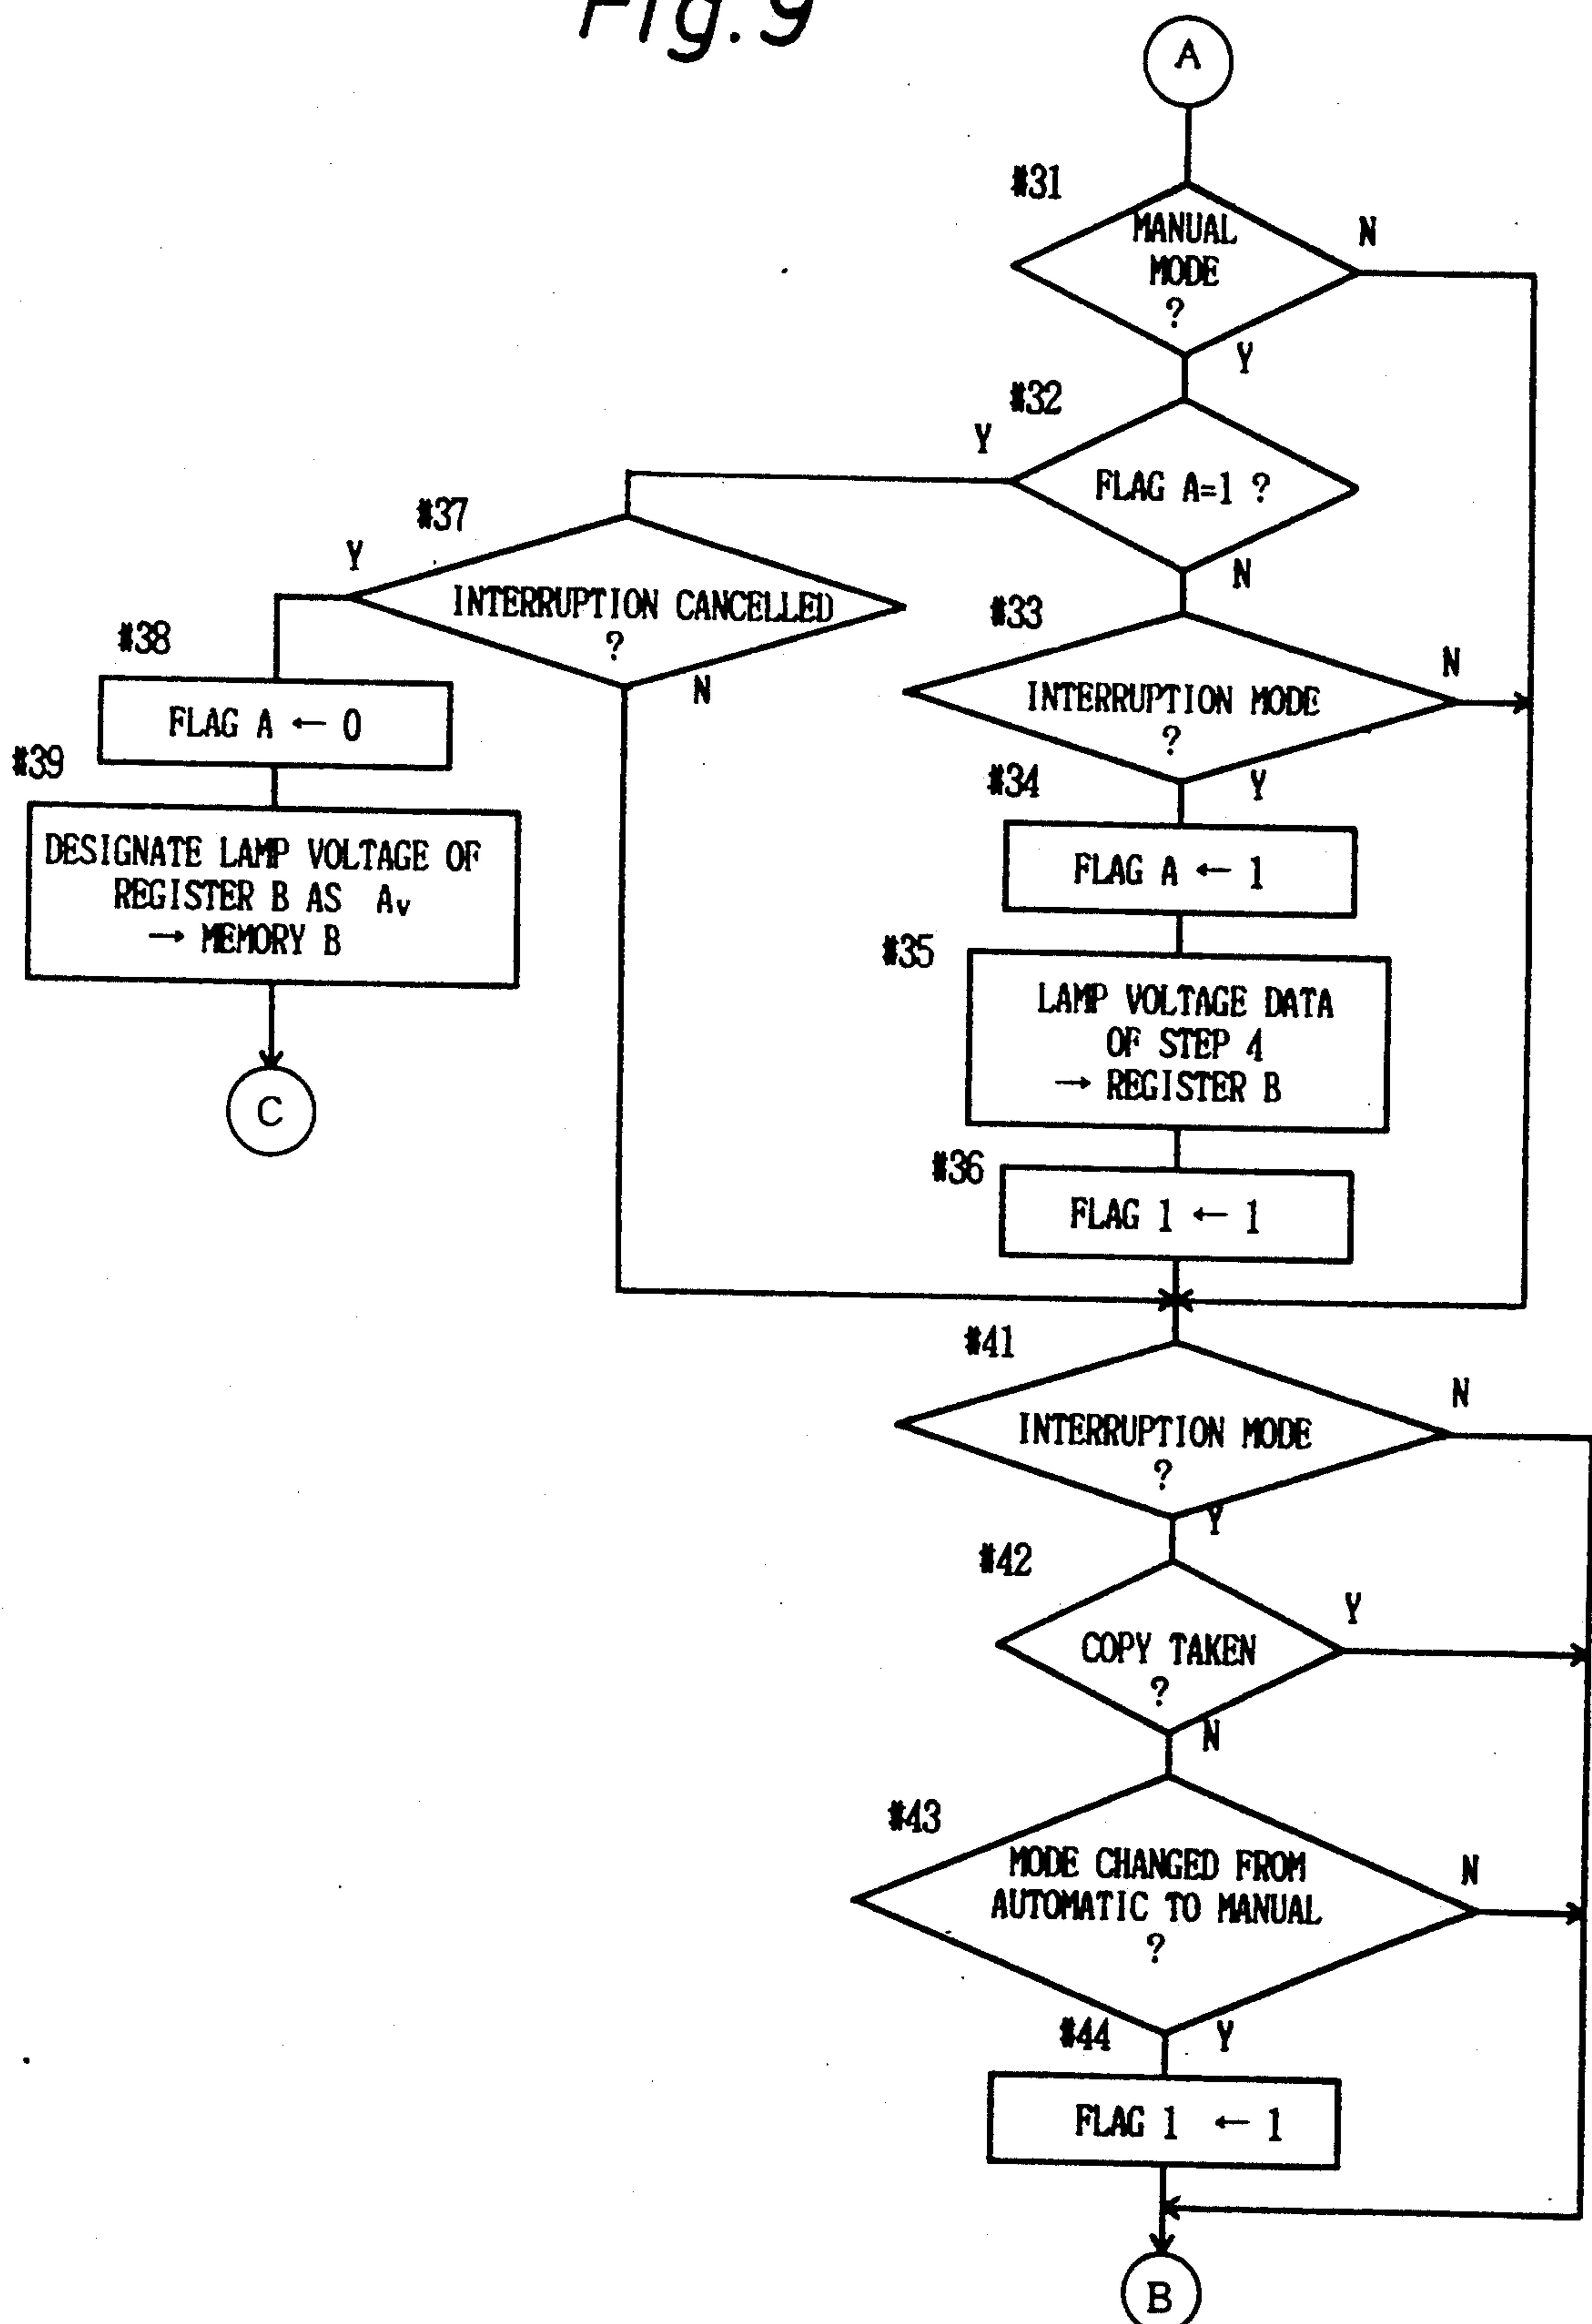 Fig. 9
A
#31
MANUAL
MODE
?
N
Y
#32
FLAG A=1 ?
Y
N
#37
INTERRUPTION CANCELLED
?
Y
N
#33
INTERRUPTION MODE
?
N
Y
#38
FLAG A ← 0
#39
DESIGNATE LAMP VOLTAGE OF
REGISTER B AS Av
→ MEMORY B
C
#34
FLAG A ← 1
#35
LAMP VOLTAGE DATA
OF STEP 4
→ REGISTER B
#36
FLAG 1 ← 1
#41
INTERRUPTION MODE
?
N
Y
#42
COPY TAKEN
?
Y
N
#43
MODE CHANGED FROM
AUTOMATIC TO MANUAL
?
N
Y
#44
FLAG 1 ← 1
B